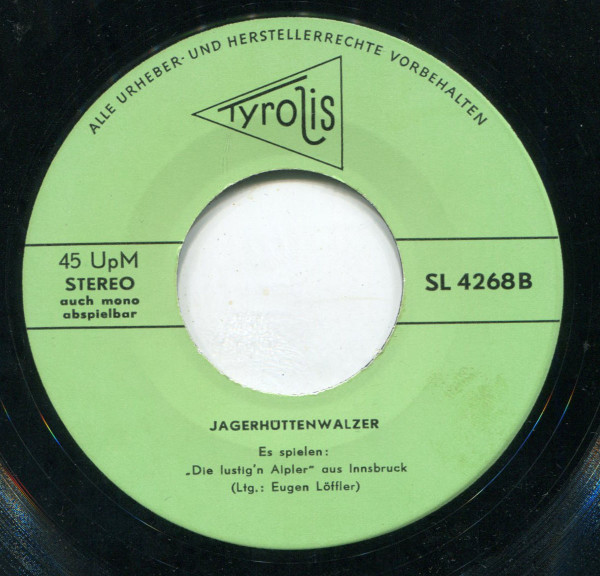 ALLE URHEBER- UND HERSTELLERRECHTE VORBEHALTEN
Tyrolis
45 UpM
STEREO
auch mono
abspielbar
SL 4268 B
JAGERHÜTTENWALZER
Es spielen:
„Die lustig'n Alpler" aus Innsbruck
(Ltg.: Eugen Löffler)